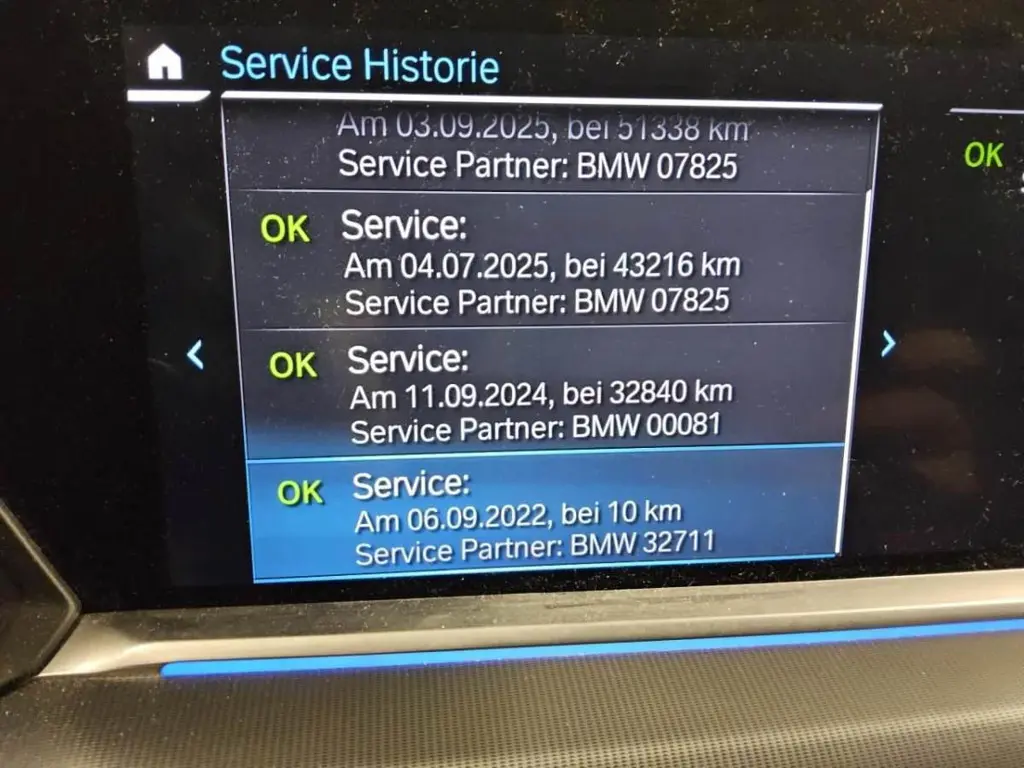 Service Historie
Am 03.09.2025, bei 51338 km
Service Partner: BMW 07825
OK
OK Service:
Am 04.07.2025, bei 43216 km
Service Partner: BMW 07825
OK Service:
Am 11.09.2024, bei 32840 km
Service Partner: BMW 00081
OK Service:
Am 06.09.2022, bei 10 km
Service Partner: BMW 32711